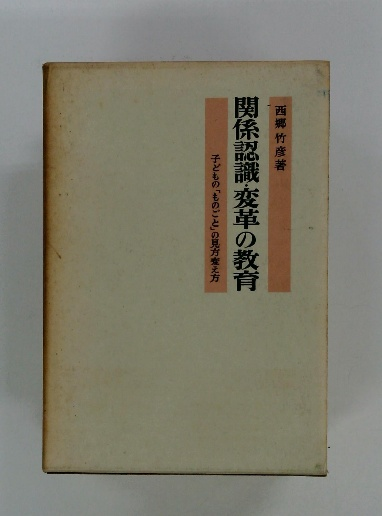 西郷竹彦著
関係認識・変革の教育
子どもの「ものごと」の見方変え方